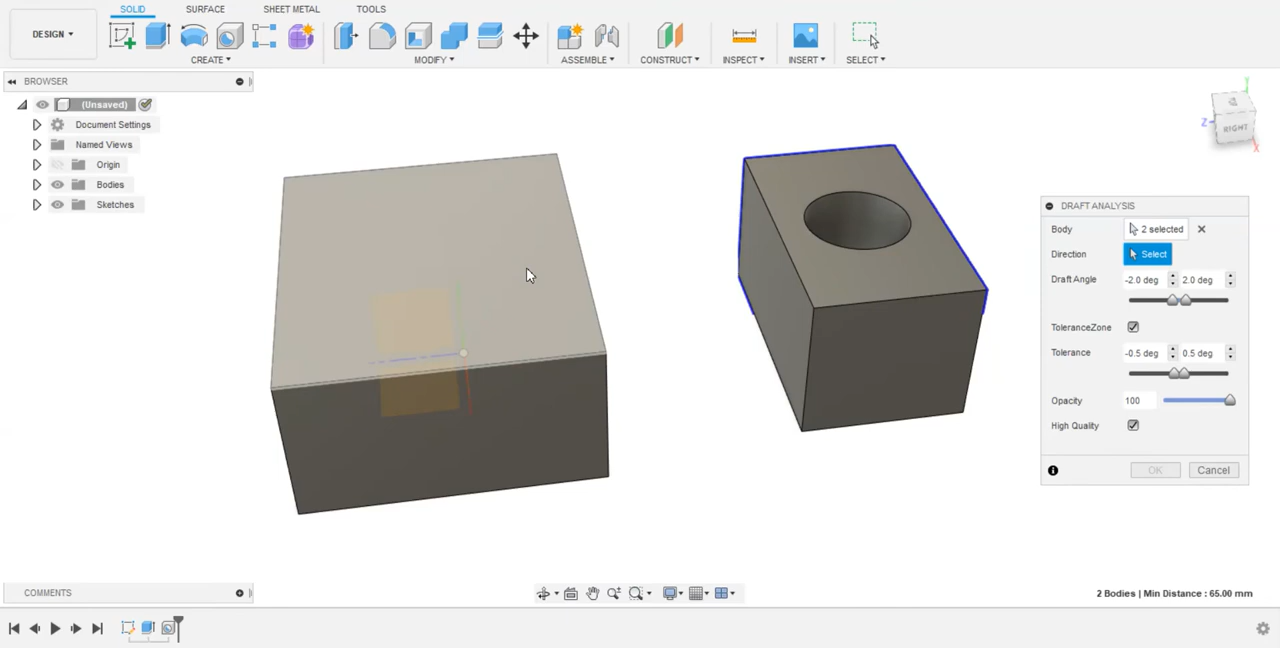 SOLID SURFACE SHEET METAL TOOLS
DESIGN
CREATE MODIFY ASSEMBLE CONSTRUCT INSPECT INSERT SELECT
BROWSER
(Unsaved)
Document Settings
Named Views
Origin
Bodies
Sketches
Z
RIGHT
X
DRAFT ANALYSIS
Body 2 selected
Direction Select
Draft Angle -2.0 deg 2.0 deg
ToleranceZone
Tolerance -0.5 deg 0.5 deg
Opacity 100
High Quality
OK Cancel
COMMENTS
2 Bodies | Min Distance : 65.00 mm